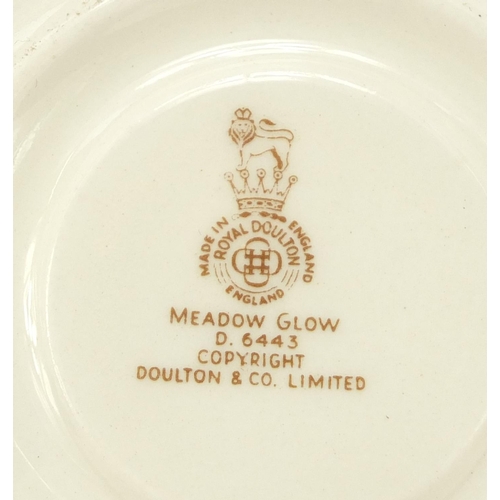 MADE IN ENGLAND
ROYAL DOULTON
ENGLAND
MEADOW GLOW
D. 6443
COPYRIGHT
DOULTON & CO. LIMITED